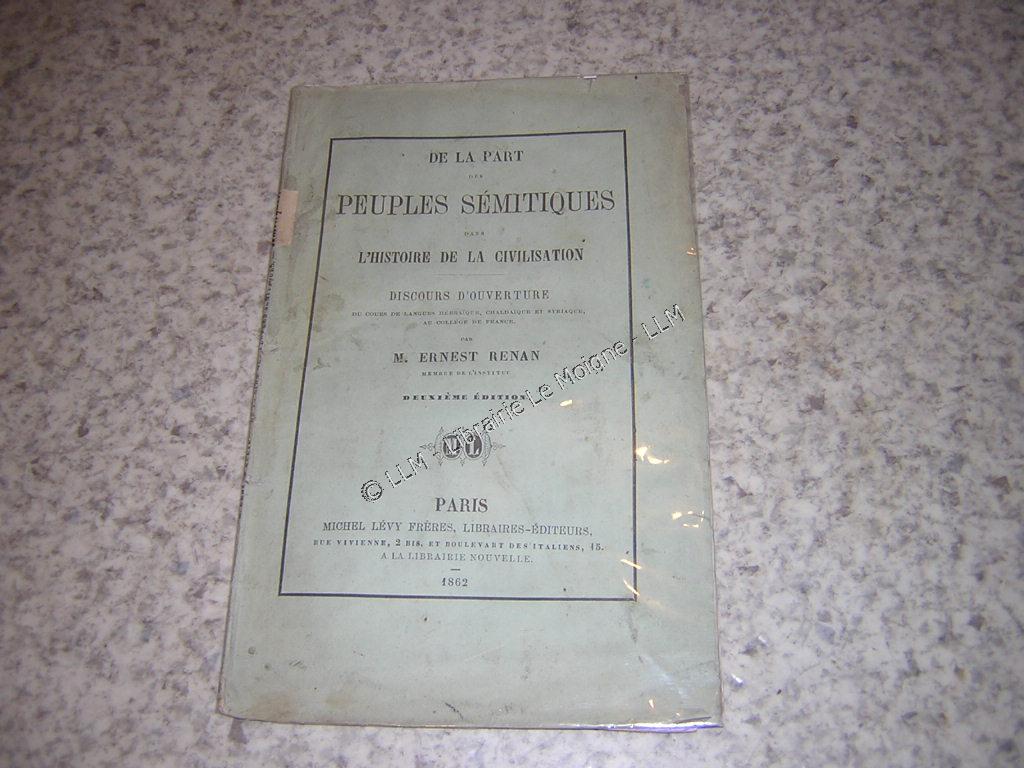 DE LA PART
DES
PEUPLES SÉMITIQUES
DANS
L'HISTOIRE DE LA CIVILISATION
DISCOURS D'OUVERTURE
DU COURS DE LANGUES HÉBRAÏQUE, CHALDAÏQUE ET SYRIAQUE,
AU COLLÉGE DE FRANCE,
PAR
M. ERNEST RENAN
MEMBRE DE L'INSTITUT
DEUXIÈME ÉDITION
ML
PARIS
MICHEL LÉVY FRÈRES, LIBRAIRES-ÉDITEURS,
RUE VIVIENNE, 2 BIS, ET BOULEVART DES ITALIENS, 15.
A LA LIBRAIRIE NOUVELLE.
1862
© LLM - Librairie Le Moigne - LLM